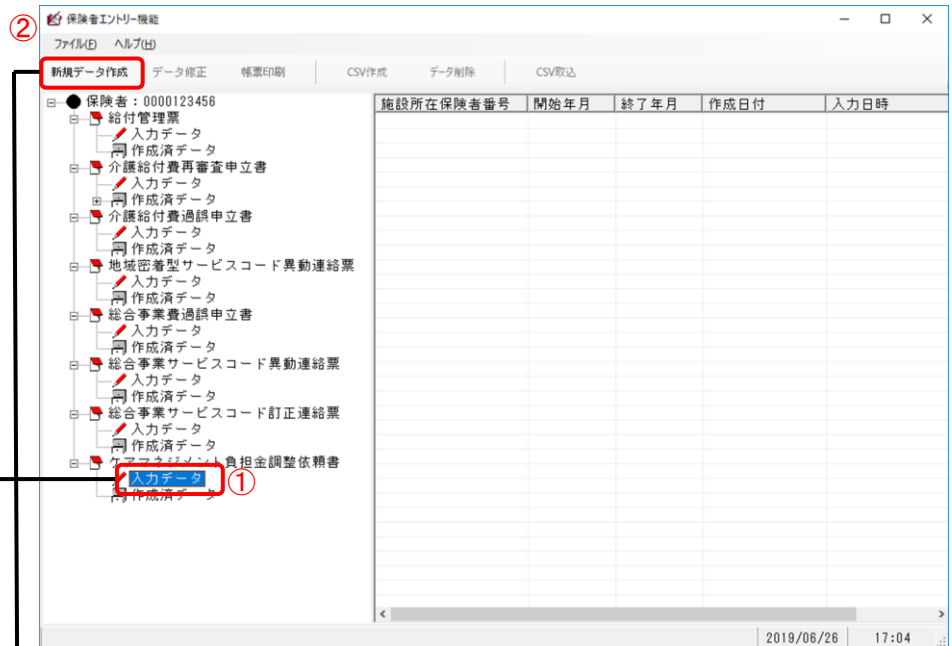 保険者エントリー機能
②
ファイル(F) ヘルプ(H)
新規データ作成 データ修正 帳票印刷 CSV作成 データ削除 CSV取込
保険者：0000123456
施設所在保険者番号 開始年月 終了年月 作成日付 入力日時
給付管理票
入力データ
作成済データ
介護給付費再審査申立書
入力データ
作成済データ
介護給付費過誤申立書
入力データ
作成済データ
地域密着型サービスコード異動連絡票
入力データ
作成済データ
総合事業費過誤申立書
入力データ
作成済データ
総合事業サービスコード異動連絡票
入力データ
作成済データ
総合事業サービスコード訂正連絡票
入力データ
作成済データ
ケアマネジメント負担金調整依頼書
入力データ ①
作成済データ
2019/06/26 17:04